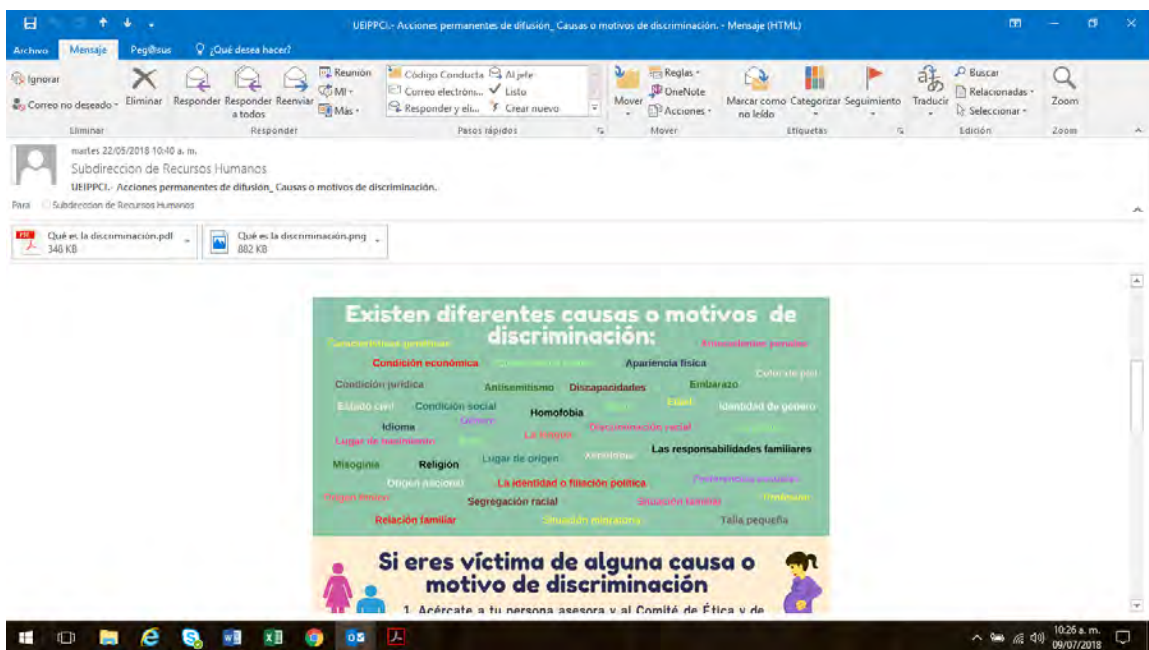 UEIPPCI.- Acciones permanentes de difusión_ Causas o motivos de discriminación. - Mensaje (HTML)
Archivo Mensaje Peg@sus ¿Qué desea hacer?
Ignorar
Correo no deseado
Eliminar
Responder
Responder a todos
Reenviar
Reunión
MI
Más
Código Conducta
Al jefe
Correo electrón...
Listo
Responder y eli...
Crear nuevo
Mover
Reglas
OneNote
Acciones
Marcar como no leído
Categorizar
Seguimiento
Traducir
Buscar
Relacionadas
Seleccionar
Zoom
Eliminar Responder Pasos rápidos Mover Etiquetas Edición Zoom
martes 22/05/2018 10:40 a. m.
Subdireccion de Recursos Humanos
UEIPPCI.- Acciones permanentes de difusión_ Causas o motivos de discriminación.
Para Subdireccion de Recursos Humanos
Qué es la discriminación.pdf
348 KB
Qué es la discriminación.png
882 KB
Existen diferentes causas o motivos de
discriminación:
Condición económica Apariencia física
Color de piel
Condición jurídica Antisemitismo Discapacidades Embarazo
Estado civil Condición social Homofobia Edad Identidad de género
Idioma Género Discriminación racial
Lugar de nacimiento La lengua
Misoginia Religión Lugar de origen Xenofobia Las responsabilidades familiares
Origen nacional La identidad o filiación política Preferencias sexuales
Segregación racial Situación familiar
Relación familiar Situación migratoria Talla pequeña
Si eres víctima de alguna causa o
motivo de discriminación
1. Acércate a tu persona asesora y al Comité de Ética y de
10:26 a. m.
09/07/2018